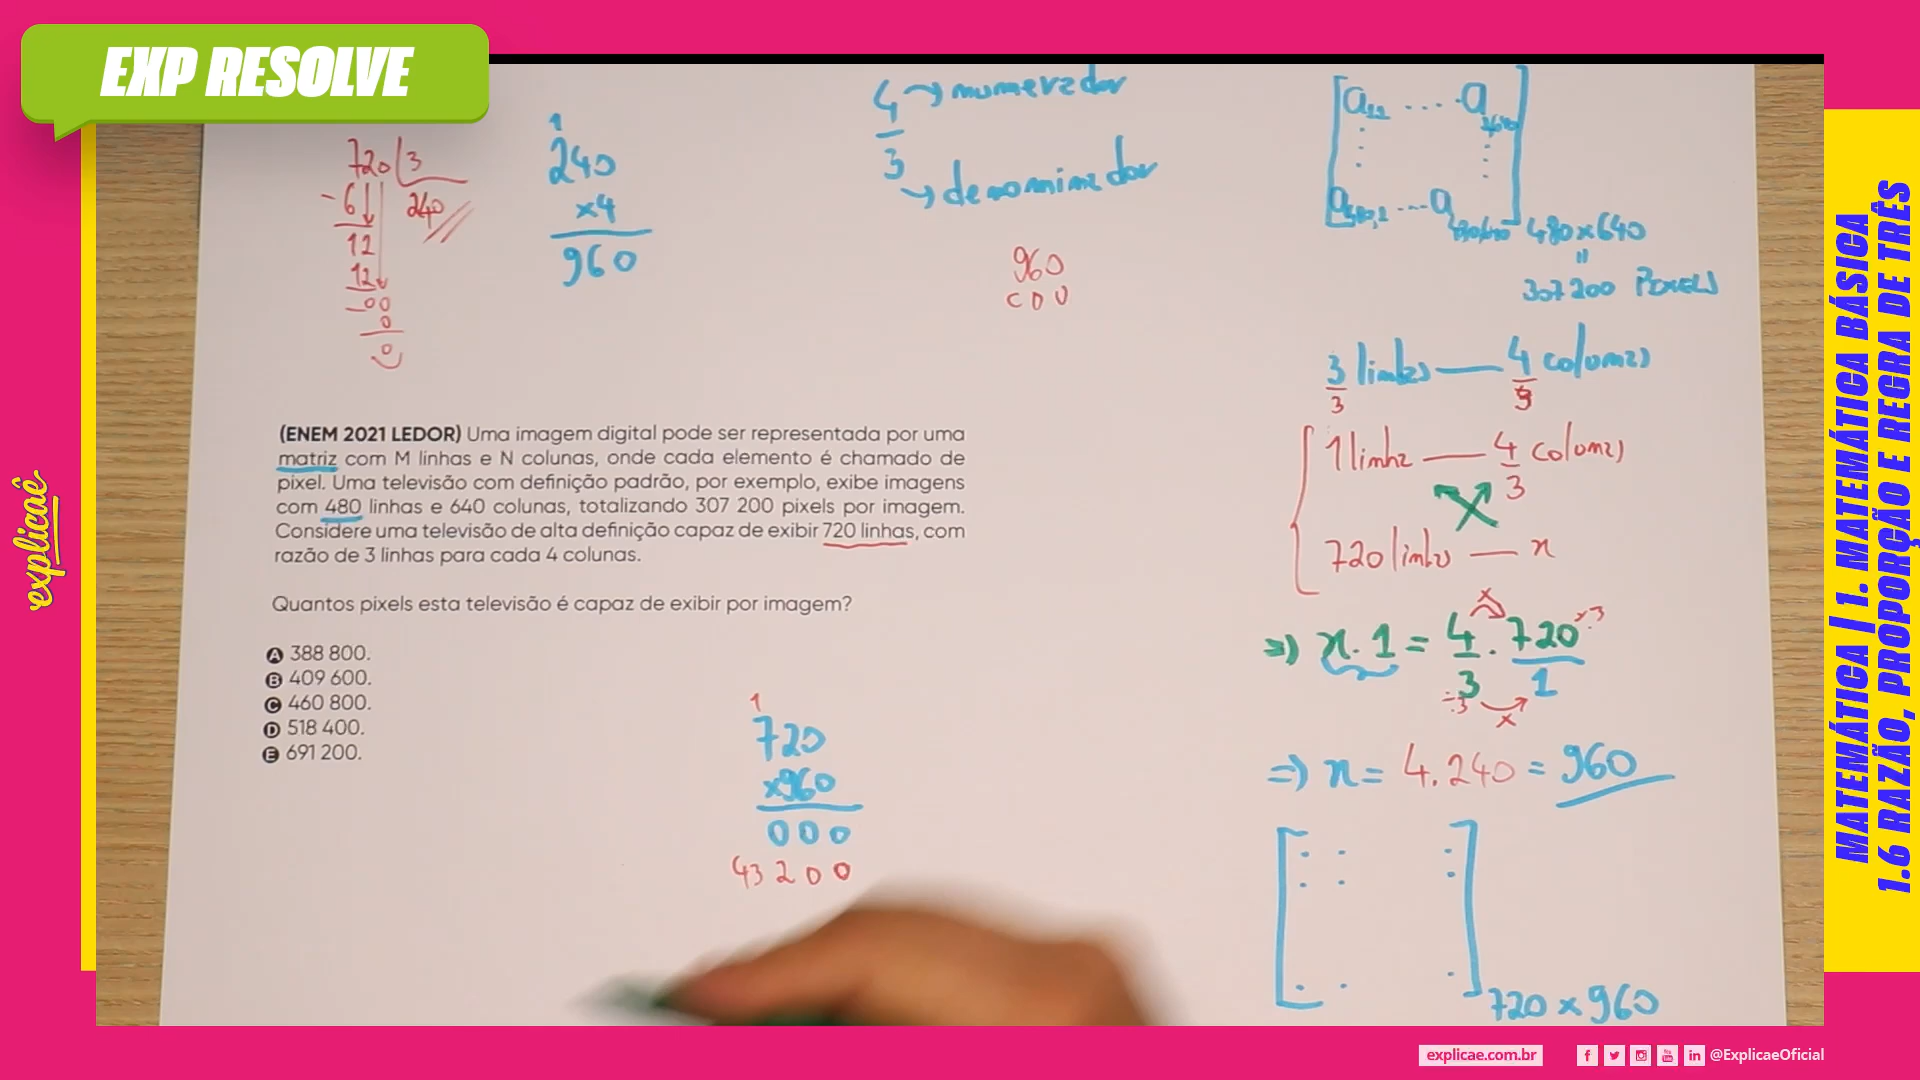 EXP RESOLVE
720 3
- 6 240
12
12
- 00
0
0
1
240
x4
960
4 → numerador
3 → denominador
960
C D U
480x640
=
307200 PIXELS
3 linhas — 4 colunas
3 3
1 linha — 4 colunas
3
720 linhas — x
⇒ x . 1 = 4 . 720
3 1
⇒ x = 4.240 = 960
720 x 960
(ENEM 2021 LEDOR) Uma imagem digital pode ser representada por uma
matriz com M linhas e N colunas, onde cada elemento é chamado de
pixel. Uma televisão com definição padrão, por exemplo, exibe imagens
com 480 linhas e 640 colunas, totalizando 307 200 pixels por imagem.
Considere uma televisão de alta definição capaz de exibir 720 linhas, com
razão de 3 linhas para cada 4 colunas.
Quantos pixels esta televisão é capaz de exibir por imagem?
A 388 800.
B 409 600.
C 460 800.
D 518 400.
E 691 200.
1
720
x960
000
43200
explicaê
MATEMÁTICA | 1. MATEMÁTICA BÁSICA
1.6 RAZÃO, PROPORÇÃO E REGRA DE TRÊS
explicae.com.br
@ExplicaeOficial